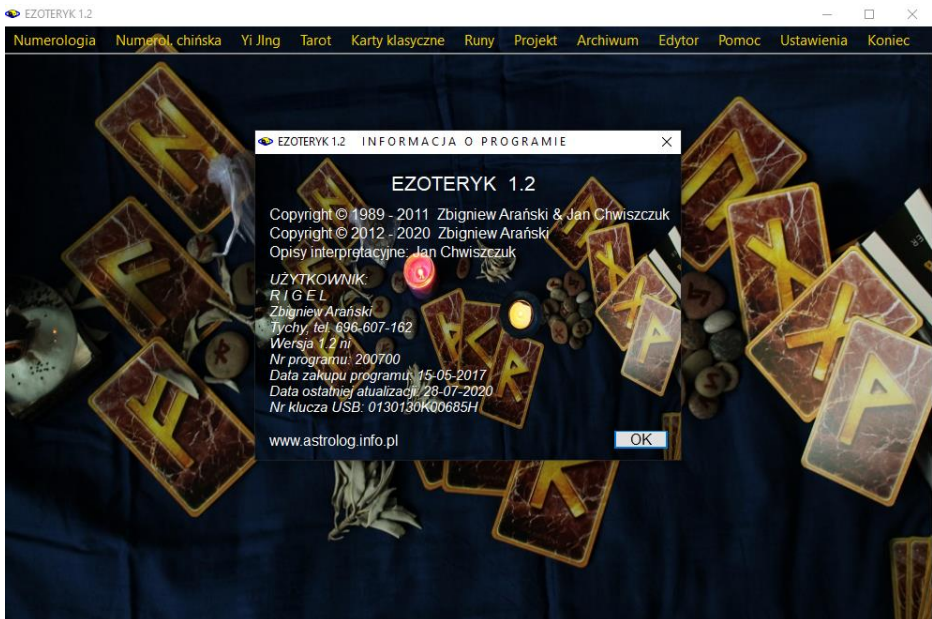 EZOTERYK 1.2
Numerologia Numerol. chińska Yi JIng Tarot Karty klasyczne Runy Projekt Archiwum Edytor Pomoc Ustawienia Koniec
EZOTERYK 1.2 INFORMACJA O PROGRAMIE
EZOTERYK 1.2
Copyright © 1989 - 2011 Zbigniew Arański & Jan Chwiszczuk
Copyright © 2012 - 2020 Zbigniew Arański
Opisy interpretacyjne: Jan Chwiszczuk
UŻYTKOWNIK:
R I G E L
Zbigniew Arański
Tychy, tel. 696-607-162
Wersja 1.2 ni
Nr programu: 200700
Data zakupu programu: 15-05-2017
Data ostatniej atualizacji: 28-07-2020
Nr klucza USB: 0130130K00685H
www.astrolog.info.pl
OK